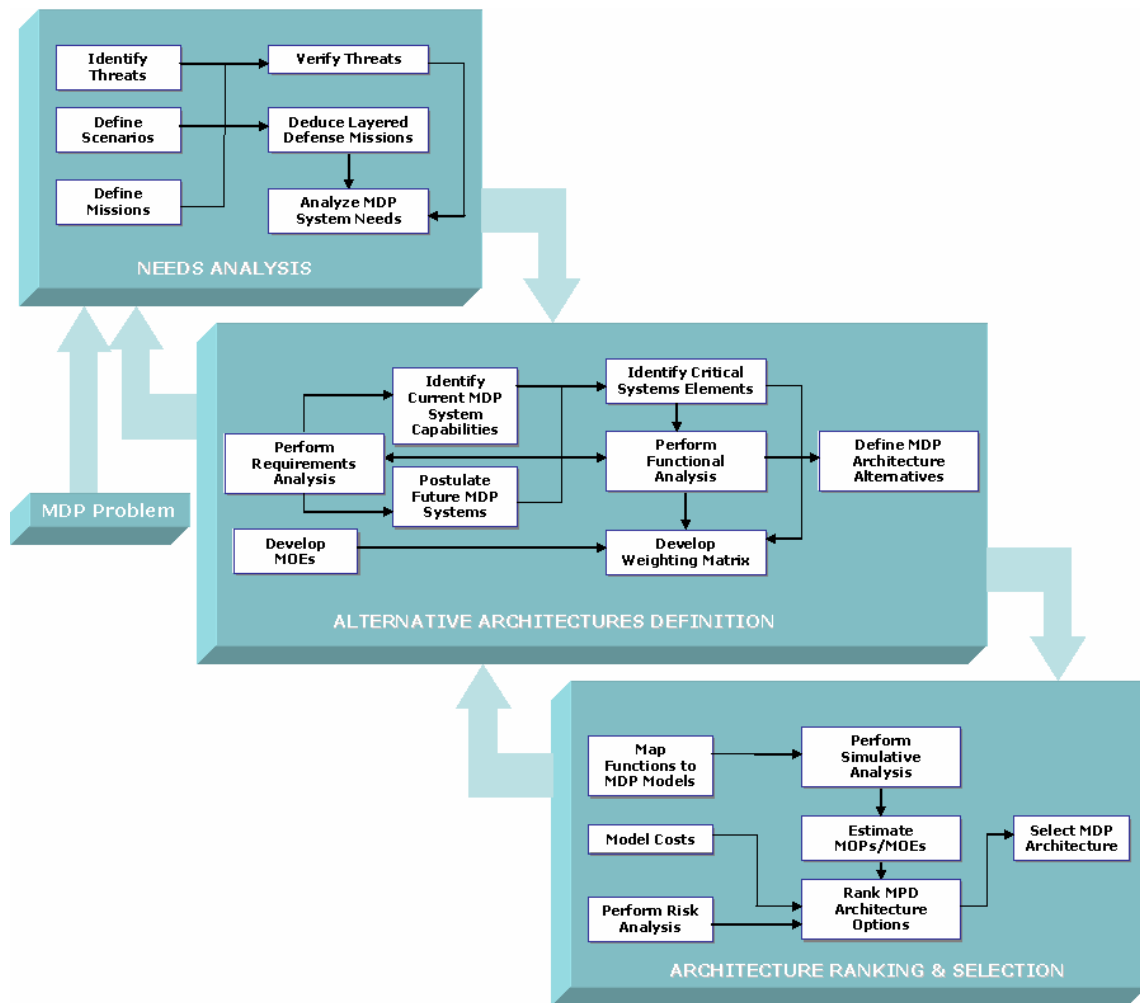 Identify
Threats
Verify Threats
Define
Scenarios
Deduce Layered
Defense Missions
Define
Missions
Analyze MDP
System Needs
NEEDS ANALYSIS
MDP Problem
Identify
Current MDP
System
Capabilities
Identify Critical
Systems Elements
Perform
Requirements
Analysis
Perform
Functional
Analysis
Define MDP
Architecture
Alternatives
Postulate
Future MDP
Systems
Develop
MOEs
Develop
Weighting Matrix
ALTERNATIVE ARCHITECTURES DEFINITION
Map
Functions to
MDP Models
Perform
Simulative
Analysis
Model Costs
Estimate
MOPs/MOEs
Select MDP
Architecture
Perform Risk
Analysis
Rank MPD
Architecture
Options
ARCHITECTURE RANKING & SELECTION